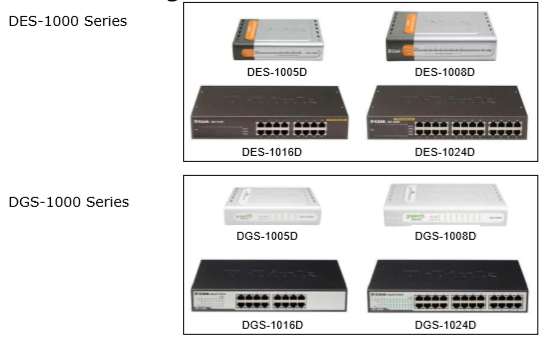 DES-1000 Series
DES-1005D
DES-1008D
DES-1016D
DES-1024D
DGS-1000 Series
DGS-1005D
DGS-1008D
DGS-1016D
DGS-1024D